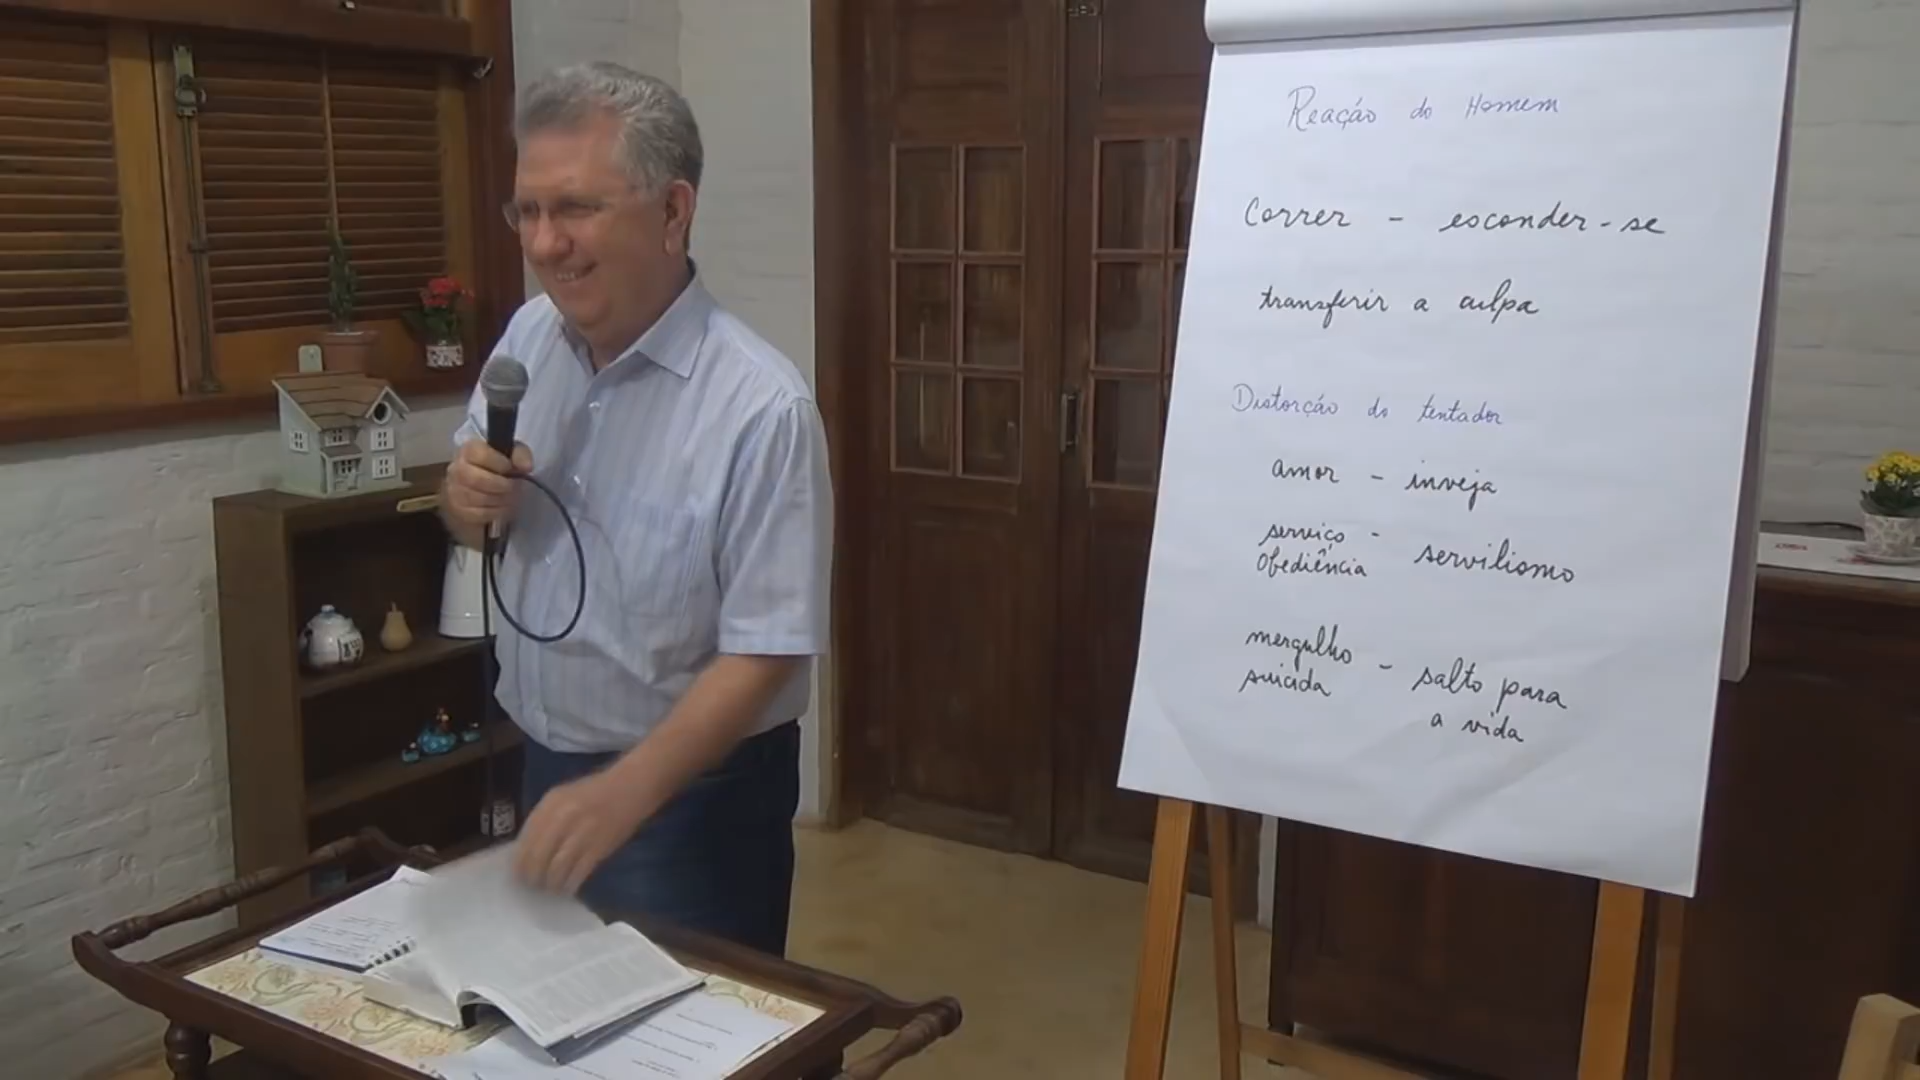 Reação do Homem
Correr - esconder-se
transferir a culpa
Distorção do tentador
amor - inveja
serviço - servilismo
Obediência
mergulho - salto para
suicida a vida